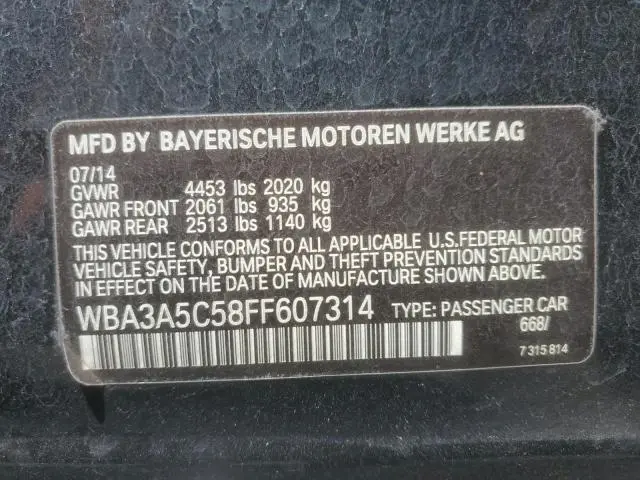 MFD BY BAYERISCHE MOTOREN WERKE AG
07/14
GVWR 4453 lbs 2020 kg
GAWR FRONT 2061 lbs 935 kg
GAWR REAR 2513 lbs 1140 kg
THIS VEHICLE CONFORMS TO ALL APPLICABLE U.S.FEDERAL MOTOR
VEHICLE SAFETY, BUMPER AND THEFT PREVENTION STANDARDS
IN EFFECT ON THE DATE OF MANUFACTURE SHOWN ABOVE.
WBA3A5C58FF607314 TYPE: PASSENGER CAR
668/
7 315 814